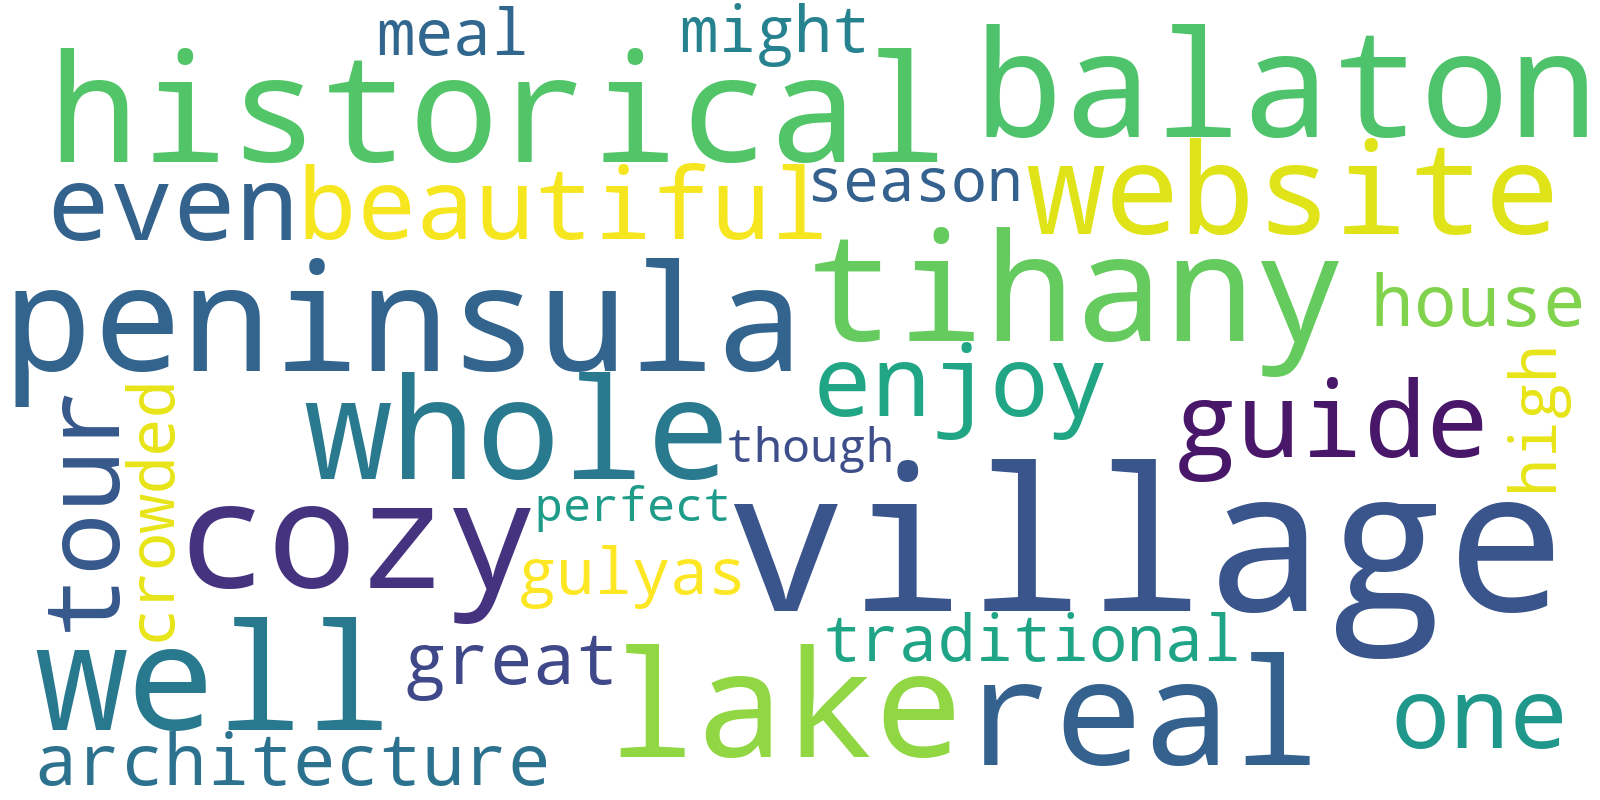 meal
might
historical
balaton
even
beautiful
season
website
peninsula
tihany
house
tour
crowded
whole
enjoy
though
guide
high
cozy
perfect
village
gulyas
well
great
traditional
lake
real
one
architecture